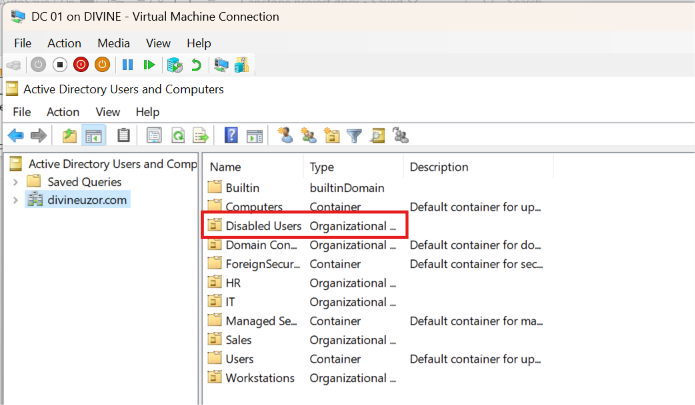 DC 01 on DIVINE - Virtual Machine Connection
File Action Media View Help
Active Directory Users and Computers
File Action View Help
Active Directory Users and Comp
Saved Queries
divineuzor.com
Name Type Description
Builtin builtinDomain
Computers Container Default container for up...
Disabled Users Organizational ...
Domain Con... Organizational ... Default container for do...
ForeignSecur... Container Default container for sec...
HR Organizational ...
IT Organizational ...
Managed Se... Container Default container for ma...
Sales Organizational ...
Users Container Default container for up...
Workstations Organizational ...